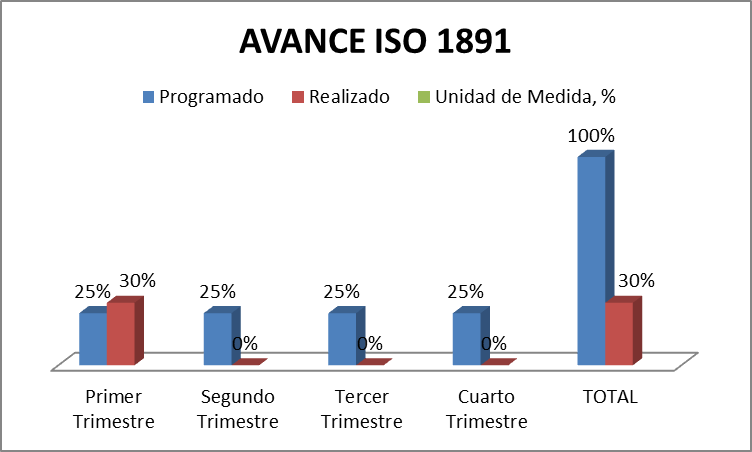 AVANCE ISO 1891
Programado Realizado Unidad de Medida, %
100%
25% 30% 25% 0% 25% 0% 25% 0% 30%
Primer Trimestre
Segundo Trimestre
Tercer Trimestre
Cuarto Trimestre
TOTAL